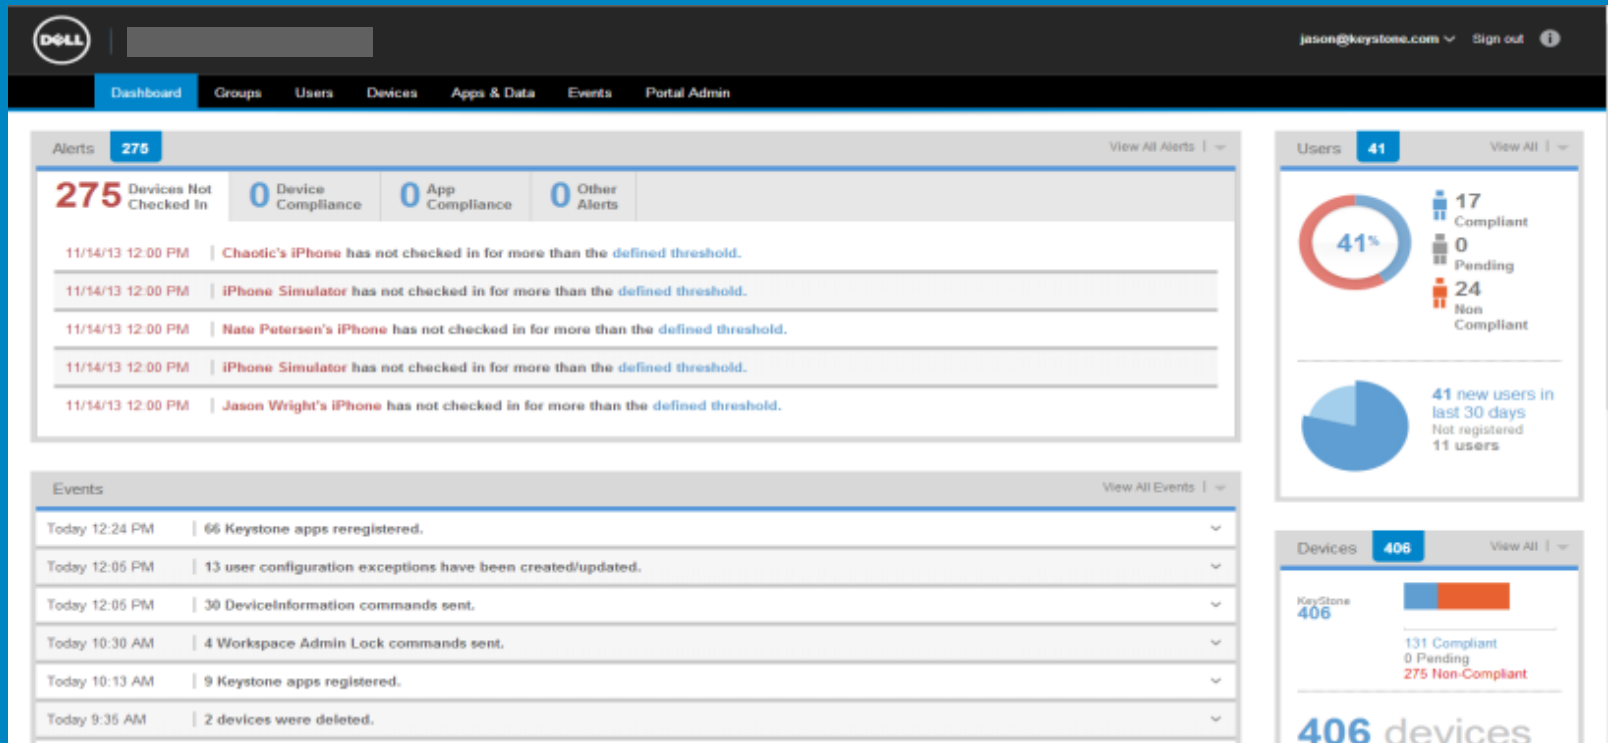 DELL
jason@keystone.com Sign out i
Dashboard Groups Users Devices Apps & Data Events Portal Admin
Alerts 275 View All Alerts
275 Devices Not Checked In
0 Device Compliance
0 App Compliance
0 Other Alerts
11/14/13 12:00 PM | Chaotic's iPhone has not checked in for more than the defined threshold.
11/14/13 12:00 PM | iPhone Simulator has not checked in for more than the defined threshold.
11/14/13 12:00 PM | Nate Petersen's iPhone has not checked in for more than the defined threshold.
11/14/13 12:00 PM | iPhone Simulator has not checked in for more than the defined threshold.
11/14/13 12:00 PM | Jason Wright's iPhone has not checked in for more than the defined threshold.
Events View All Events
Today 12:24 PM | 66 Keystone apps reregistered.
Today 12:05 PM | 13 user configuration exceptions have been created/updated.
Today 12:05 PM | 30 DeviceInformation commands sent.
Today 10:30 AM | 4 Workspace Admin Lock commands sent.
Today 10:13 AM | 9 Keystone apps registered.
Today 9:35 AM | 2 devices were deleted.
Users 41 View All
41%
17
Compliant
0
Pending
24
Non
Compliant
41 new users in
last 30 days
Not registered
11 users
Devices 406 View All
KeyStone
406
131 Compliant
0 Pending
275 Non-Compliant
406 devices